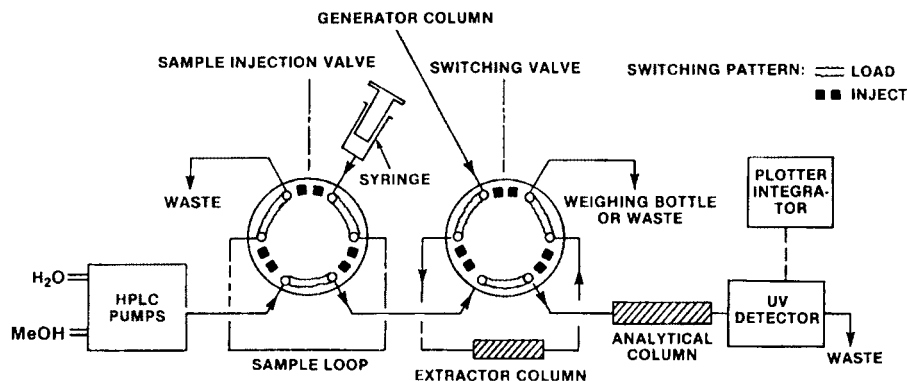 GENERATOR COLUMN
SAMPLE INJECTION VALVE
SWITCHING VALVE
SWITCHING PATTERN:
LOAD
INJECT
SYRINGE
WASTE
WEIGHING BOTTLE
OR WASTE
PLOTTER
INTEGRA-
TOR
H₂O
MeOH
HPLC
PUMPS
SAMPLE LOOP
EXTRACTOR COLUMN
ANALYTICAL
COLUMN
UV
DETECTOR
WASTE